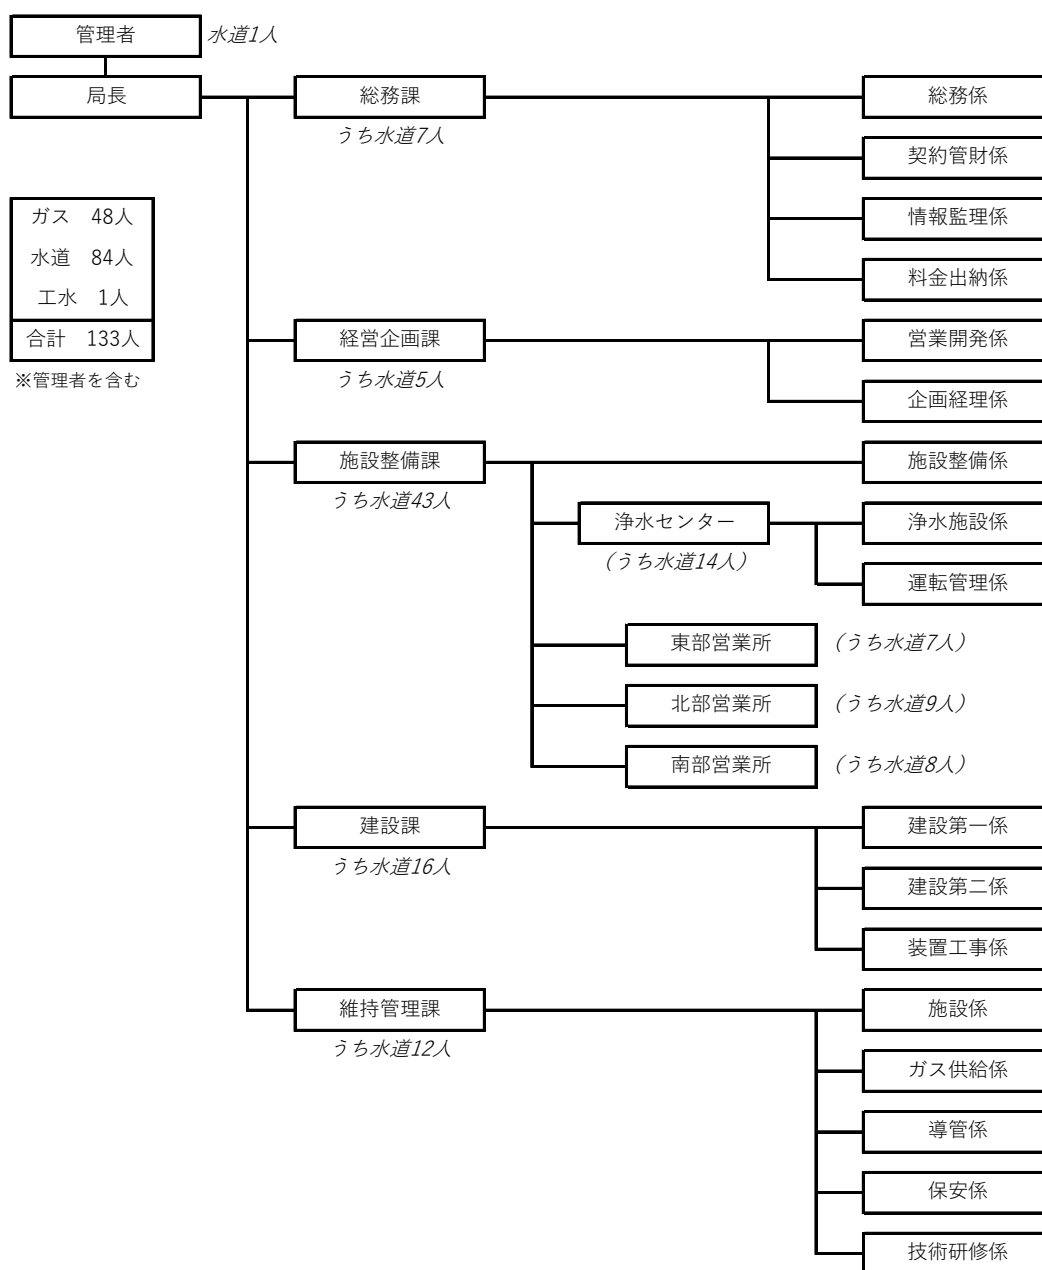 管理者
水道1人
局長
総務課
うち水道7人
総務係
契約管財係
情報監理係
料金出納係
ガス 48人
水道 84人
工水 1人
合計 133人
※管理者を含む
経営企画課
うち水道5人
営業開発係
企画経理係
施設整備課
うち水道43人
施設整備係
浄水センター
(うち水道14人)
浄水施設係
運転管理係
東部営業所
(うち水道7人)
北部営業所
(うち水道9人)
南部営業所
(うち水道8人)
建設課
うち水道16人
建設第一係
建設第二係
装置工事係
維持管理課
うち水道12人
施設係
ガス供給係
導管係
保安係
技術研修係